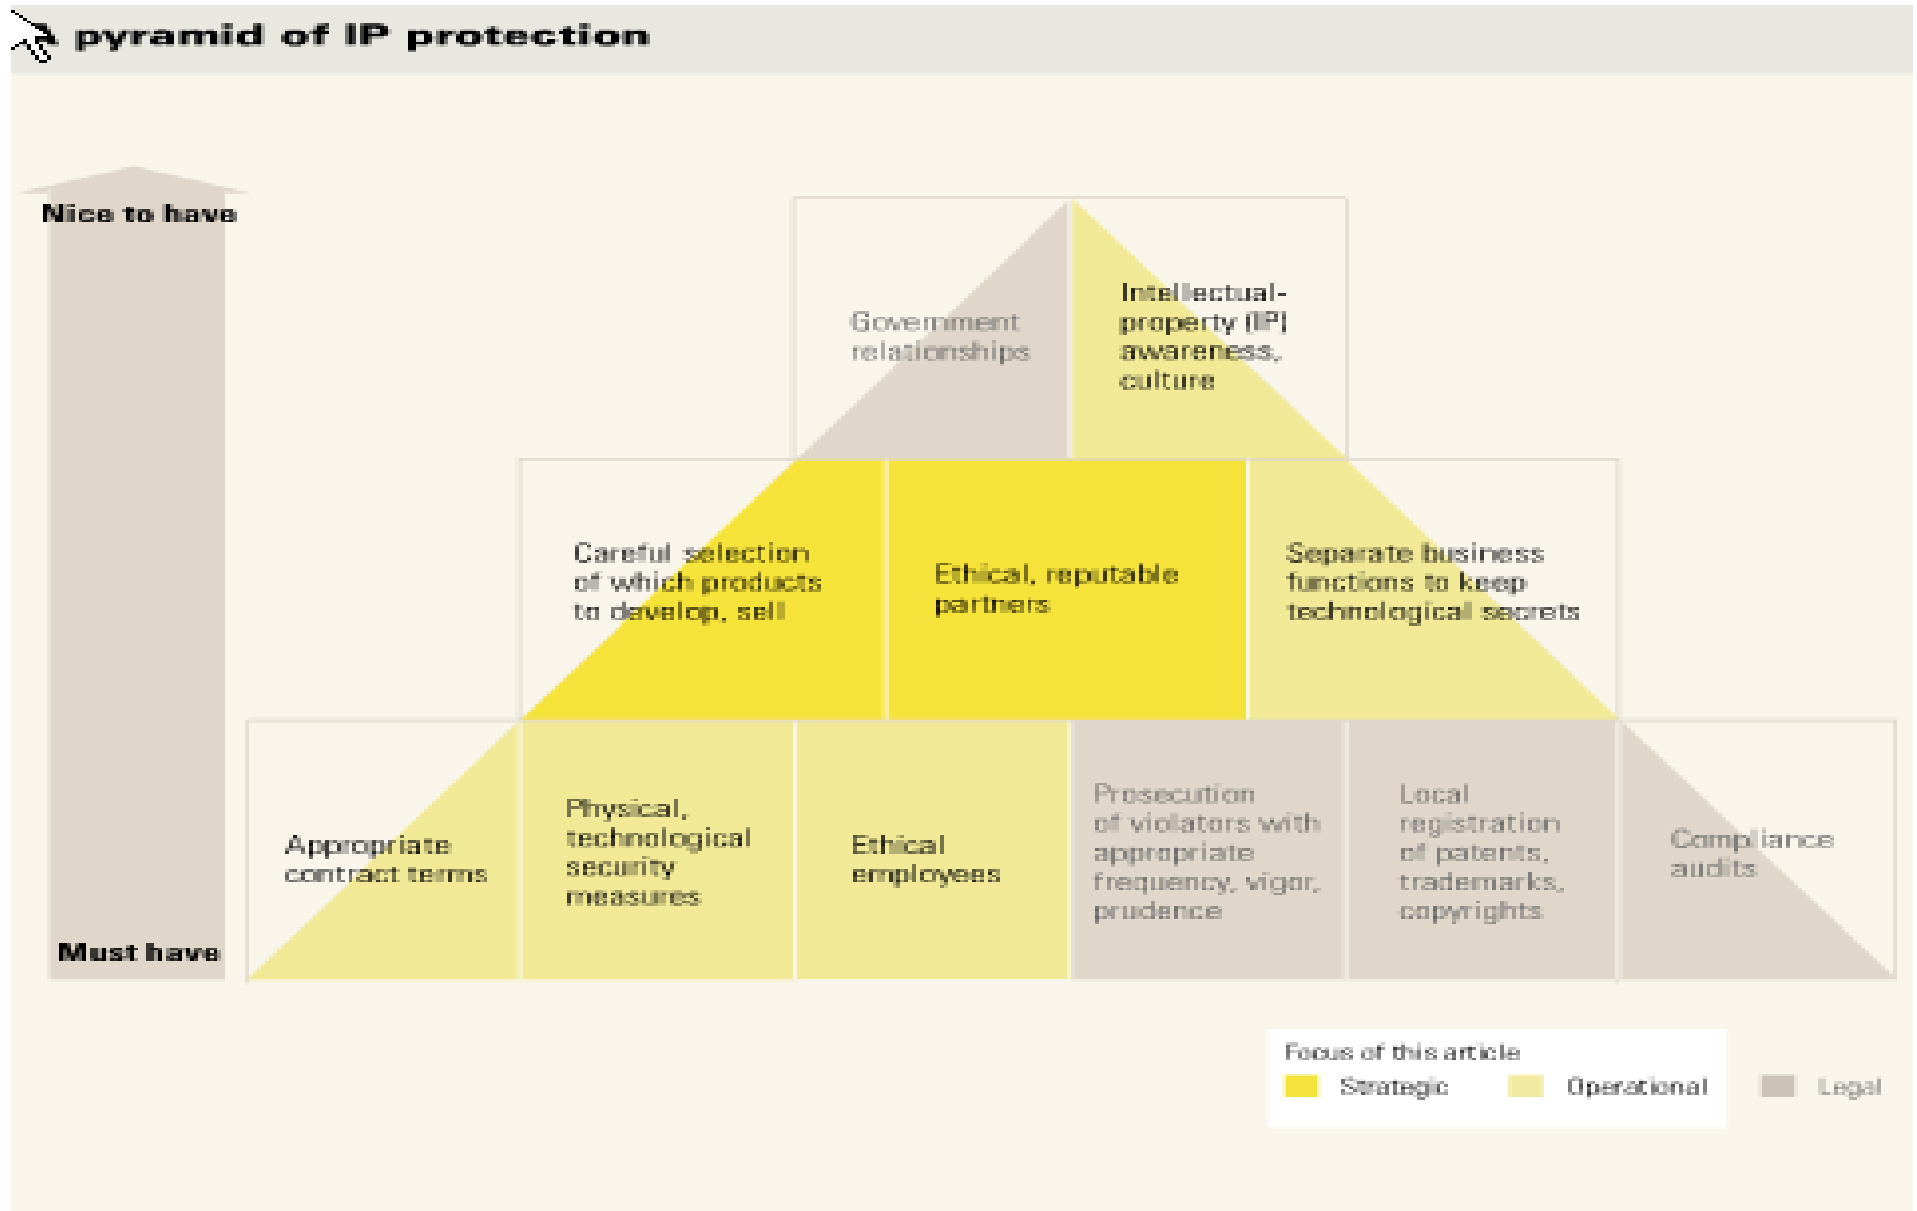 A pyramid of IP protection
Nice to have
Government
relationships
Intellectual-
property (IP)
awareness,
culture
Careful selection
of which products
to develop, sell
Ethical, reputable
partners
Separate business
functions to keep
technological secrets
Appropriate
contract terms
Physical,
technological
security
measures
Ethical
employees
Prosecution
of violators with
appropriate
frequency, vigor,
prudence
Local
registration
of patents,
trademarks,
copyrights
Compliance
audits
Must have
Focus of this article
Strategic
Operational
Legal